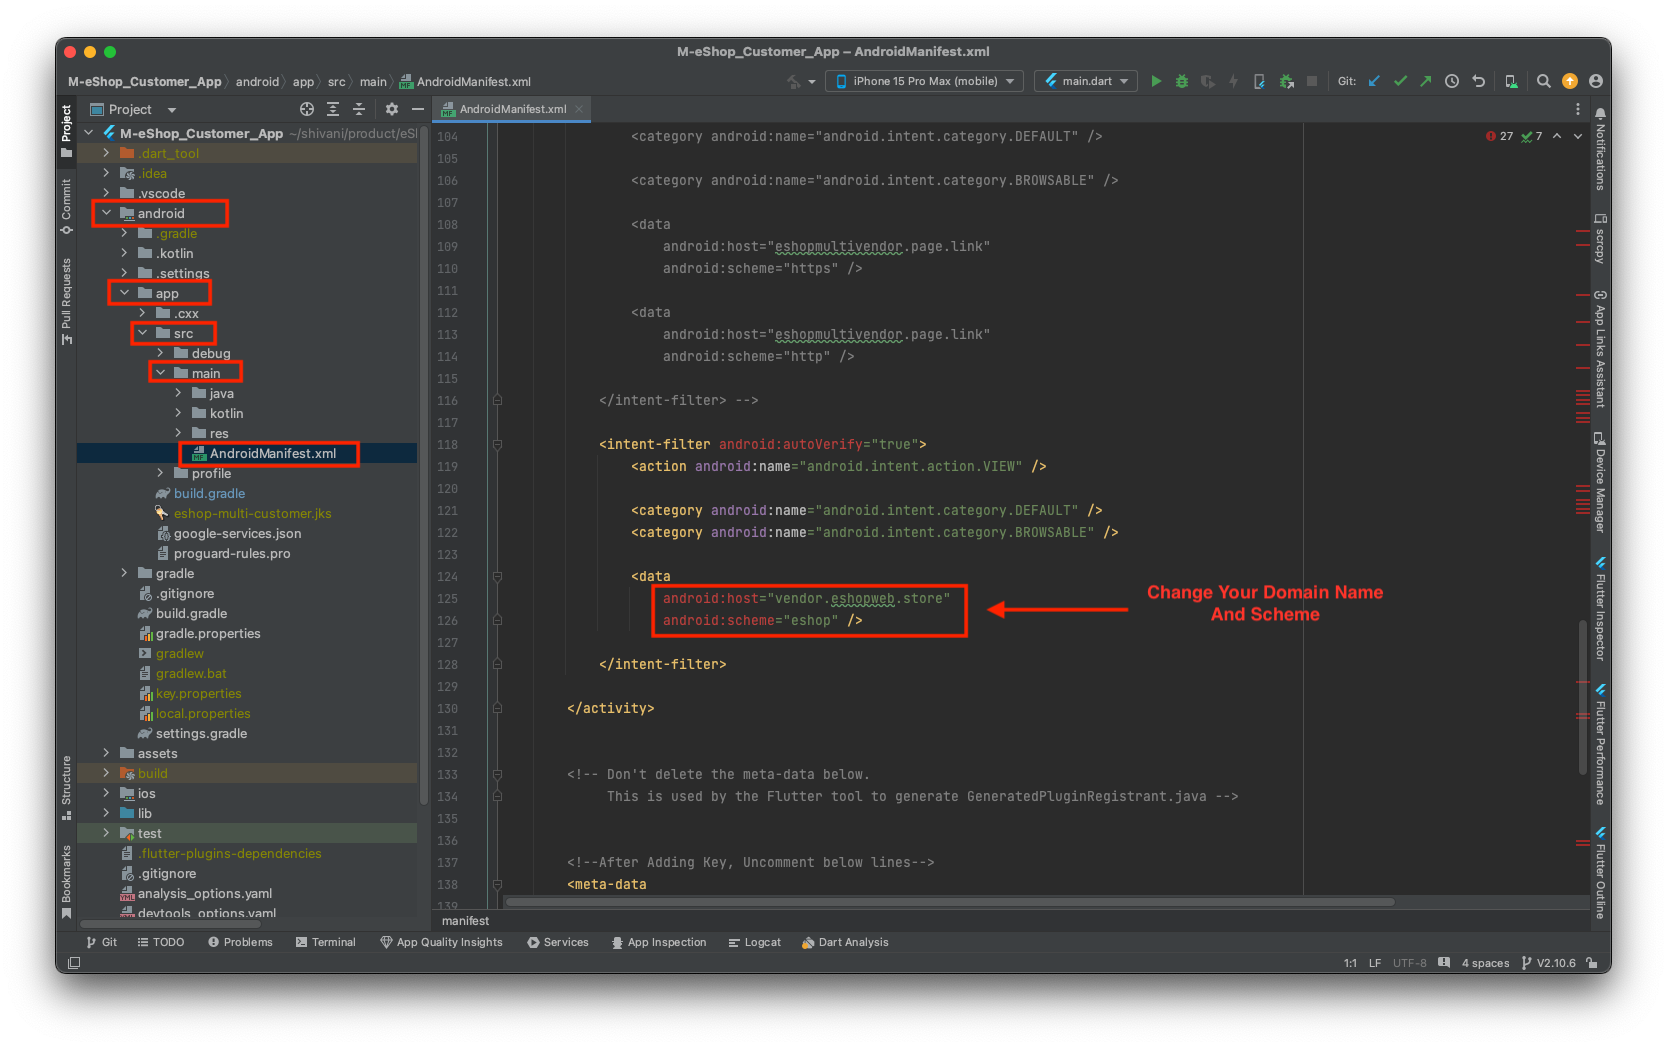 M-eShop_Customer_App – AndroidManifest.xml
M-eShop_Customer_App android app src main AndroidManifest.xml
iPhone 15 Pro Max (mobile) main.dart Git:
Project
AndroidManifest.xml
M-eShop_Customer_App ~/shivani/product/eSl
.dart_tool
.idea
.vscode
android
.gradle
.kotlin
.settings
app
.cxx
src
debug
main
java
kotlin
res
AndroidManifest.xml
profile
build.gradle
eshop-multi-customer.jks
google-services.json
proguard-rules.pro
gradle
.gitignore
build.gradle
gradle.properties
gradlew
gradlew.bat
key.properties
local.properties
settings.gradle
assets
build
ios
lib
test
.flutter-plugins-dependencies
.gitignore
analysis_options.yaml
devtools_options.yaml
Project
Commit
Pull Requests
Structure
Bookmarks
27 7
104 <category android:name="android.intent.category.DEFAULT" />
105
106 <category android:name="android.intent.category.BROWSABLE" />
107
108 <data
109 android:host="eshopmultivendor.page.link"
110 android:scheme="https" />
111
112 <data
113 android:host="eshopmultivendor.page.link"
114 android:scheme="http" />
115
116 </intent-filter> -->
117
118 <intent-filter android:autoVerify="true">
119 <action android:name="android.intent.action.VIEW" />
120
121 <category android:name="android.intent.category.DEFAULT" />
122 <category android:name="android.intent.category.BROWSABLE" />
123
124 <data
125 android:host="vendor.eshopweb.store"
126 android:scheme="eshop" />
127
128 </intent-filter>
129
130 </activity>
131
132
133 <!-- Don't delete the meta-data below.
134 This is used by the Flutter tool to generate GeneratedPluginRegistrant.java -->
135
136
137 <!--After Adding Key, Uncomment below lines-->
138 <meta-data
139
Change Your Domain Name
And Scheme
Notifications
scrcpy
App Links Assistant
Device Manager
Flutter Inspector
Flutter Performance
Flutter Outline
manifest
Git TODO Problems Terminal App Quality Insights Services App Inspection Logcat Dart Analysis
1:1 LF UTF-8 4 spaces V2.10.6